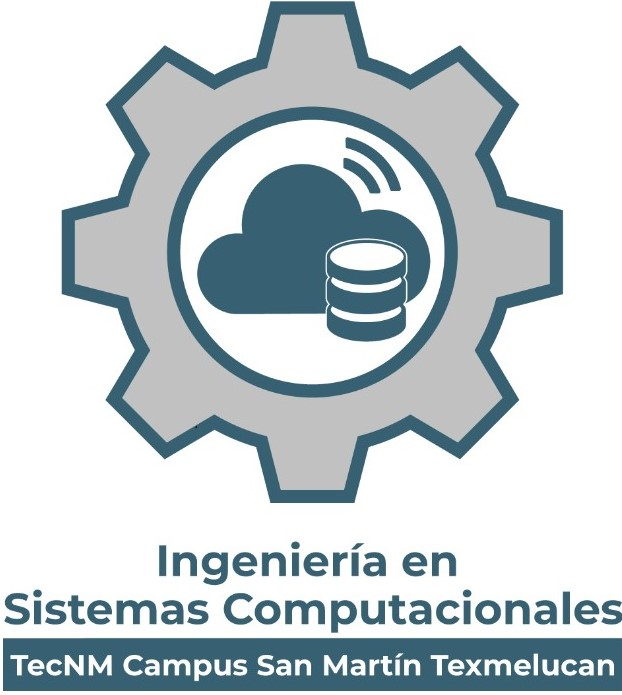 Ingeniería en
Sistemas Computacionales
TecNM Campus San Martín Texmelucan